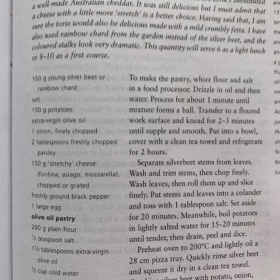 a well-made Australian cheddar. It was still delicious but I must admit that
a cheese with a little more 'stretch' is a better choice. Having said that, I am
sure the torte would also be delicious made with a mild crumbly feta. I have
also used rainbow chard from the garden instead of the silver beet, and the
coloured stalks look very dramatic. This quantity will serve 6 as a light lunch
or 8–10 as a first course.
150 g young silver beet or
rainbow chard
salt
150 g potatoes
extra-virgin olive oil
1 onion, finely chopped
2 tablespoons freshly chopped
parsley
150 g 'stretchy' cheese
(fontina, asiago, mozzarella),
chopped or grated
freshly ground black pepper
1 large egg
olive oil pastry
200 g plain flour
½ teaspoon salt
1½ tablespoons extra-virgin
olive oil
½ cup cold water
To make the pastry, whizz flour and salt
in a food processor. Drizzle in oil and then
water. Process for about 1 minute until
mixture forms a ball. Transfer to a floured
work surface and knead for 2–3 minutes
until supple and smooth. Put into a bowl,
cover with a clean tea towel and refrigerate
for 2 hours.
Separate silverbeet stems from leaves.
Wash and trim stems, then chop finely.
Wash leaves, then roll them up and slice
finely. Put stems and leaves into a colander
and toss with 1 tablespoon salt. Set aside
for 20 minutes. Meanwhile, boil potatoes
in lightly salted water for 15–20 minutes
until tender, then drain, peel and dice.
Preheat oven to 200°C and lightly oil a
28 cm pizza tray. Quickly rinse silver beet
and squeeze dry in a clean tea towel.
silver beet with potato, onion,